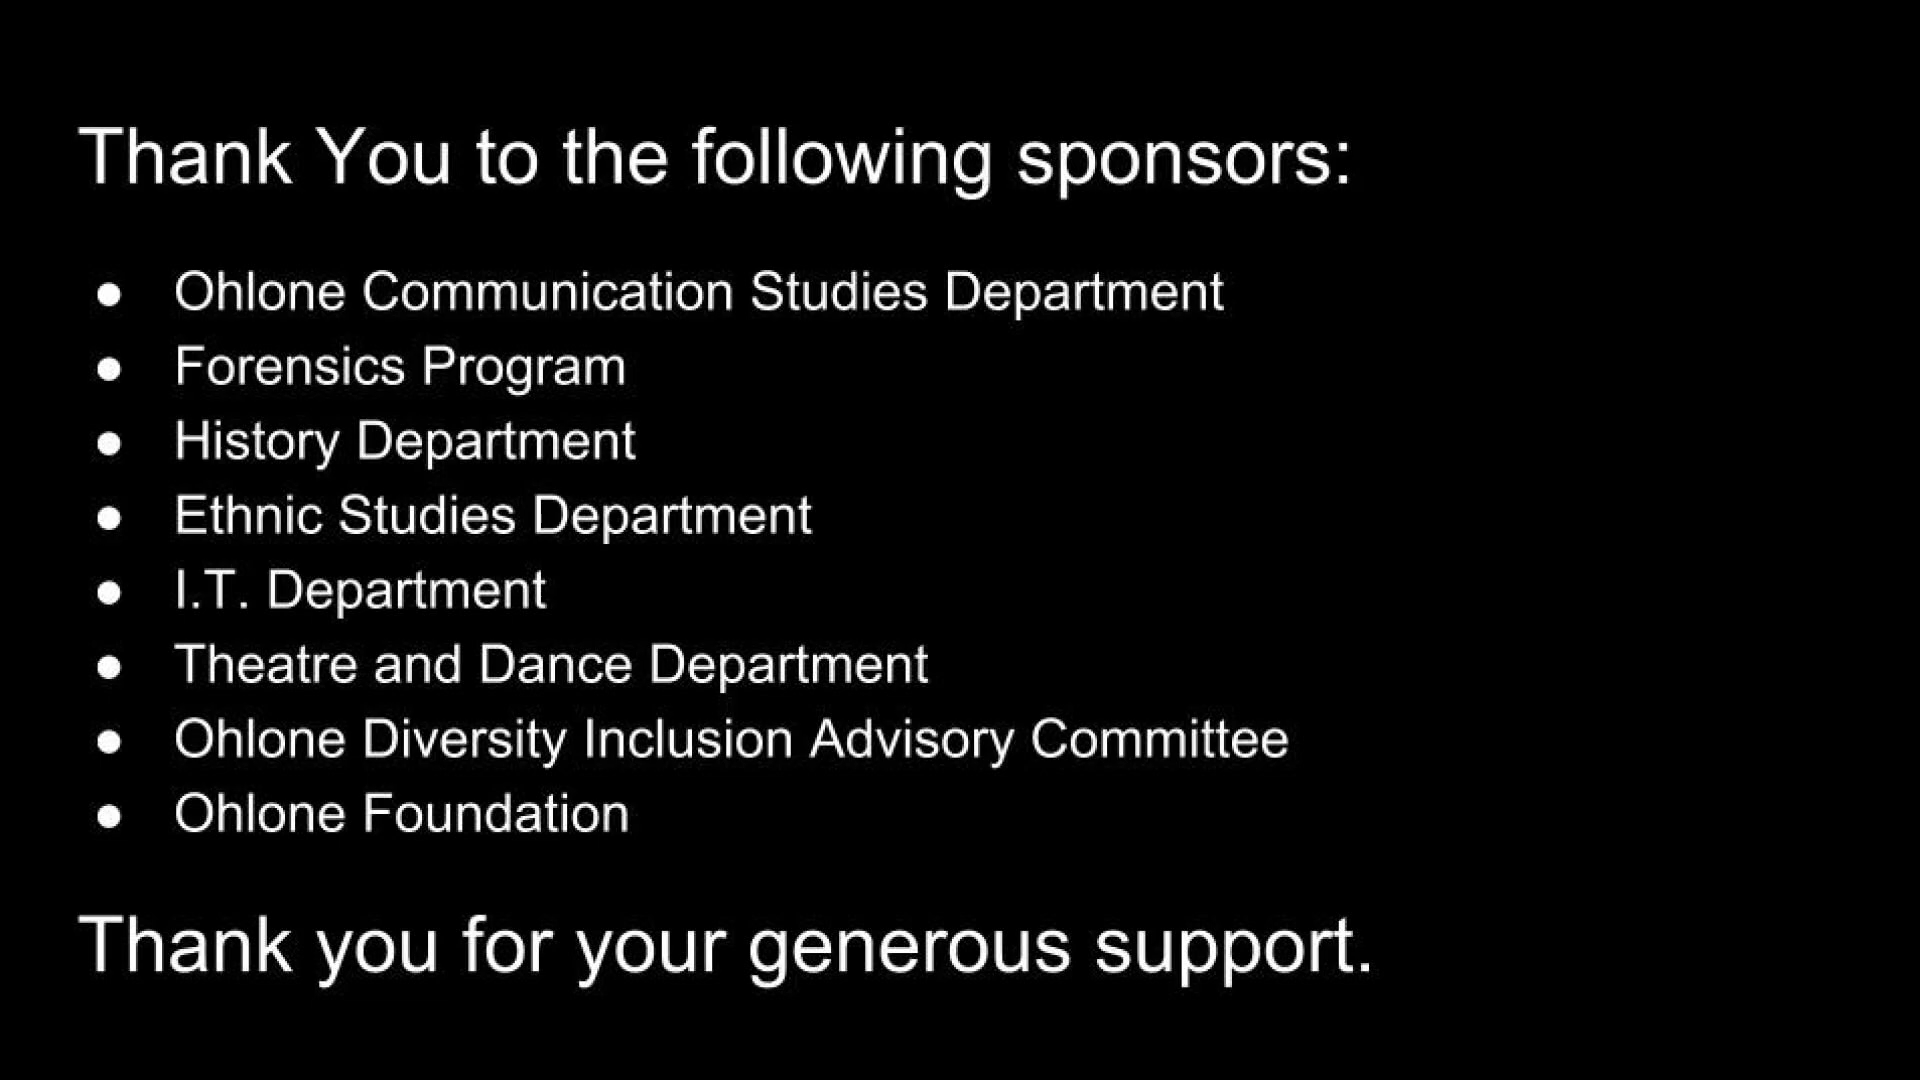 Thank You to the following sponsors:
● Ohlone Communication Studies Department
● Forensics Program
● History Department
● Ethnic Studies Department
● I.T. Department
● Theatre and Dance Department
● Ohlone Diversity Inclusion Advisory Committee
● Ohlone Foundation
Thank you for your generous support.